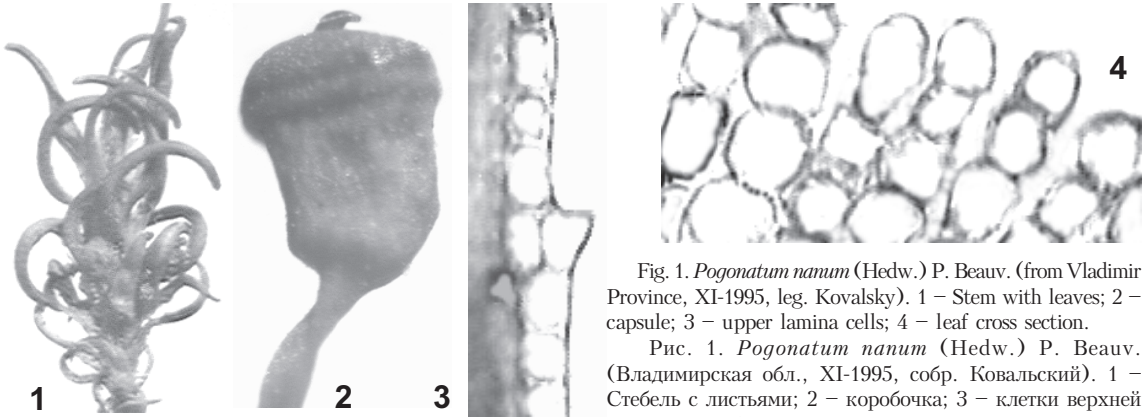 4
Fig. 1. Pogonatum nanum (Hedw.) P. Beauv. (from Vladimir
Province, XI-1995, leg. Kovalsky). 1 – Stem with leaves; 2 –
capsule; 3 – upper lamina cells; 4 – leaf cross section.
Рис. 1. Pogonatum nanum (Hedw.) P. Beauv.
(Владимирская обл., XI-1995, собр. Ковальский). 1 –
Стебель с листьями; 2 – коробочка; 3 – клетки верхней
1 2 3